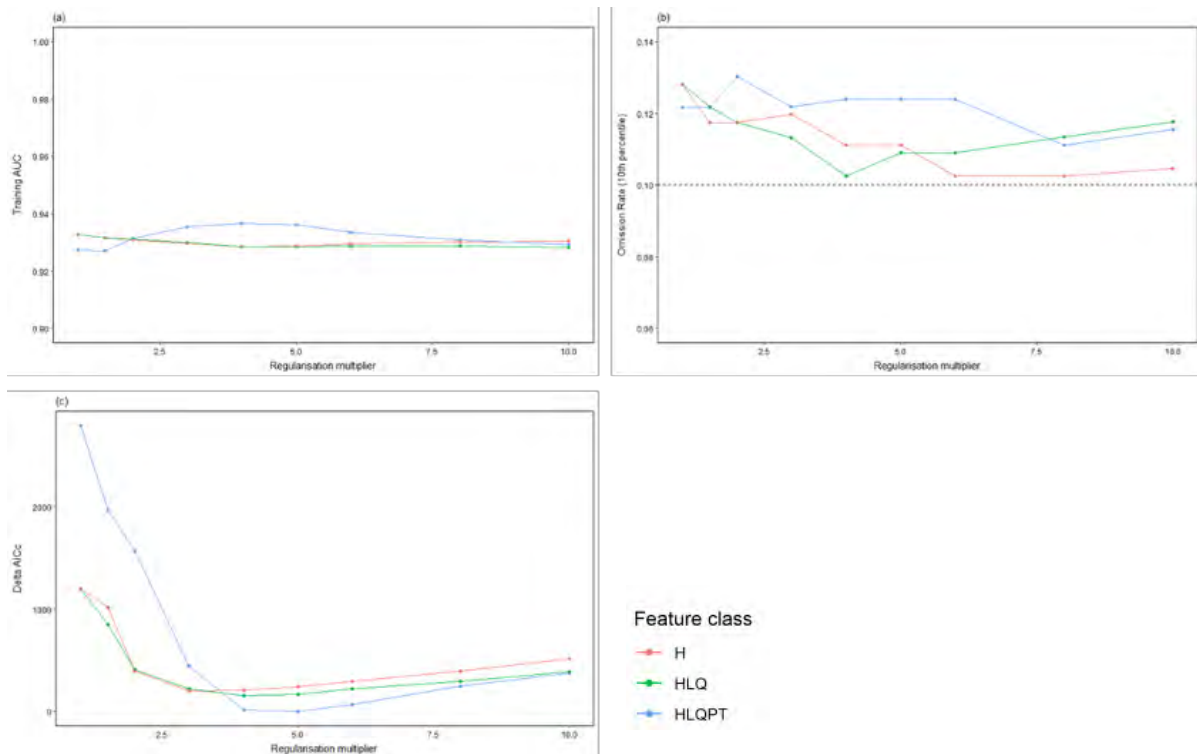 (a)
1.00
0.98
0.96
0.94
0.92
0.90
Training AUC
2.5
5.0
7.5
10.0
Regularisation multiplier
(b)
0.14
0.12
0.10
0.08
0.06
Omission Rate (10th percentile)
2.5
5.0
7.5
10.0
Regularisation multiplier
(c)
2000
1000
0
Delta AICc
2.5
5.0
7.5
10.0
Regularisation multiplier
Feature class
H
HLQ
HLQPT